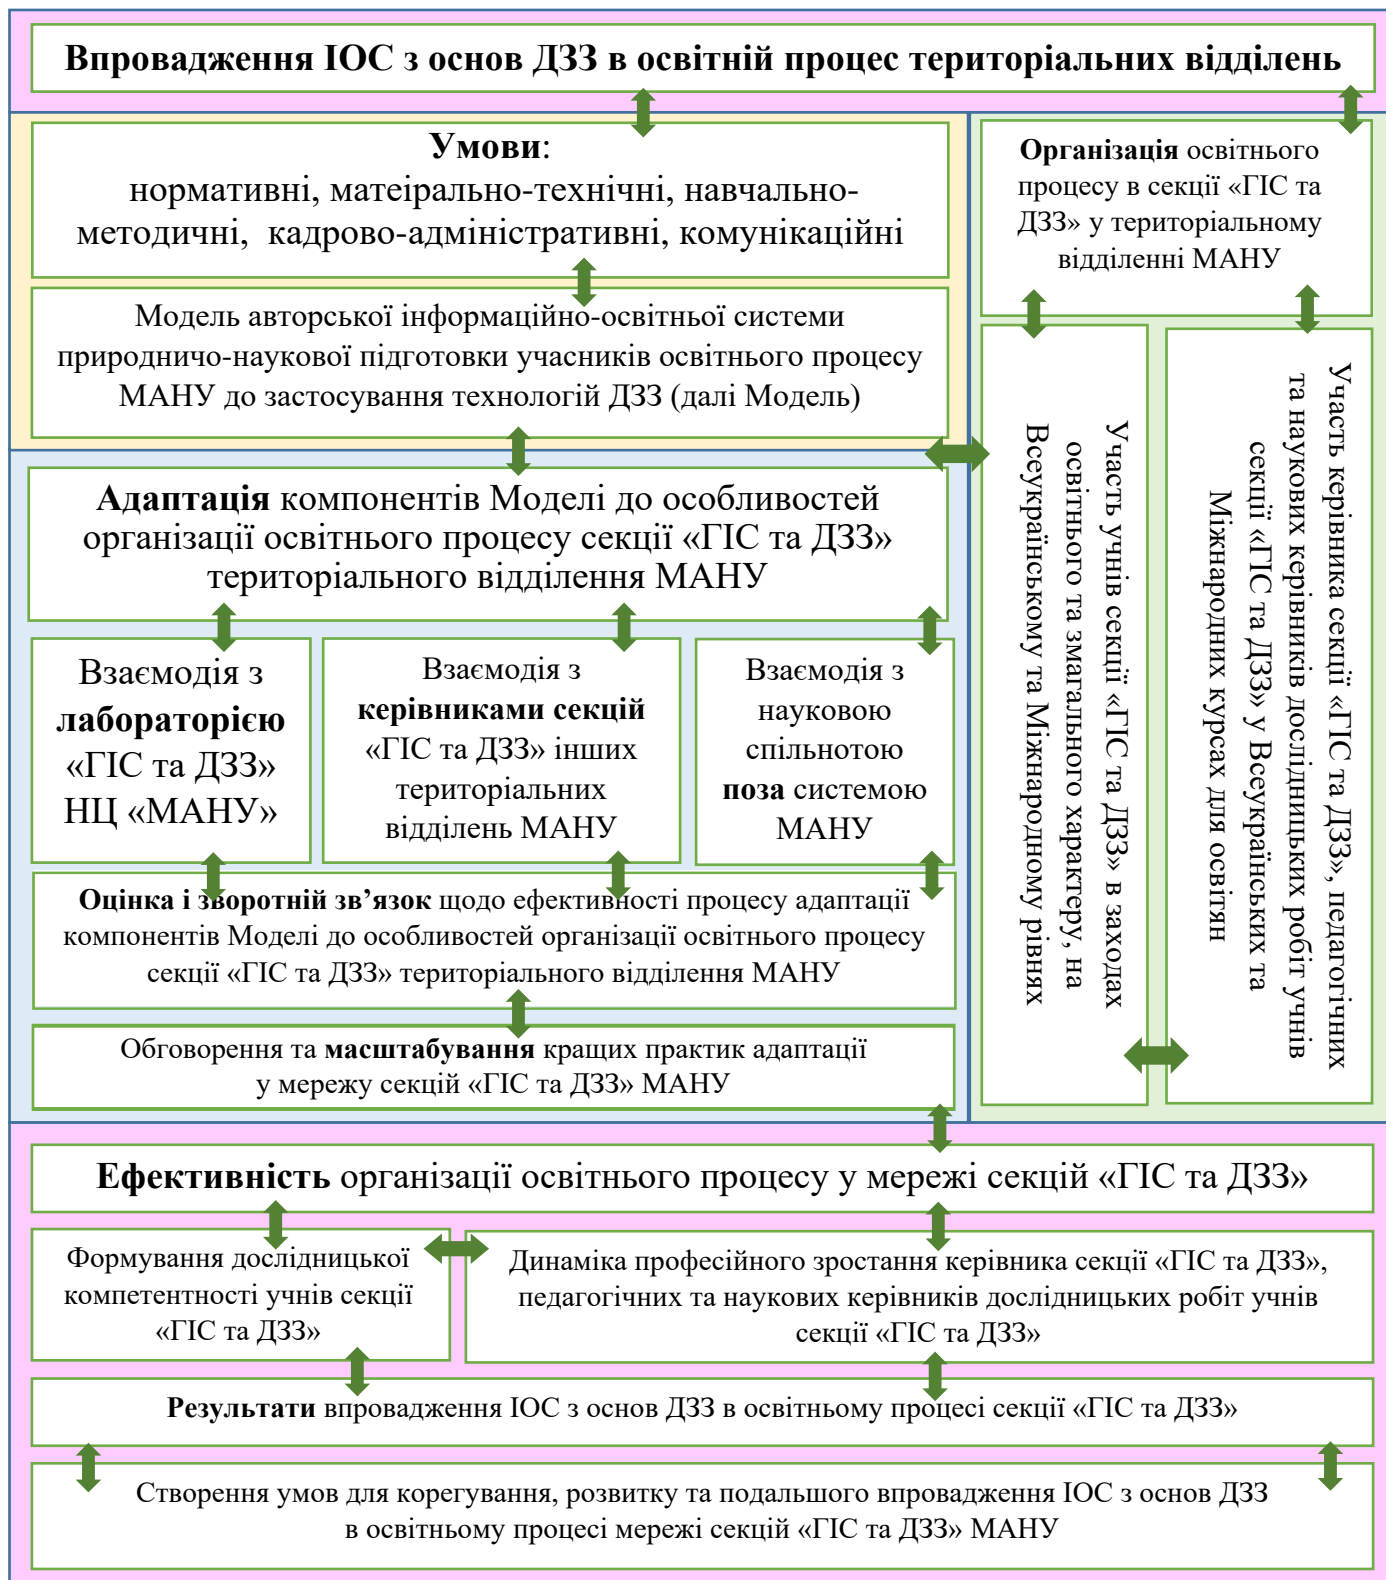 Впровадження ІОС з основ ДЗЗ в освітній процес територіальних відділень
Умови:
нормативні, матеірально-технічні, навчально-
методичні, кадрово-адміністративні, комунікаційні
Модель авторської інформаційно-освітньої системи
природничо-наукової підготовки учасників освітнього процесу
МАНУ до застосування технологій ДЗЗ (далі Модель)
Організація освітнього
процесу в секції «ГІС та
ДЗЗ» у територіальному
відділенні МАНУ
Участь учнів секції «ГІС та ДЗЗ» в заходах
освітнього та змагального характеру, на
Всеукраїнському та Міжнародному рівнях
Участь керівника секції «ГІС та ДЗЗ», педагогічних
та наукових керівників дослідницьких робіт учнів
секції «ГІС та ДЗЗ» у Всеукраїнських та
Міжнародних курсах для освітян
Адаптація компонентів Моделі до особливостей
організації освітнього процесу секції «ГІС та ДЗЗ»
територіального відділення МАНУ
Взаємодія з
лабораторією
«ГІС та ДЗЗ»
НЦ «МАНУ»
Взаємодія з
керівниками секцій
«ГІС та ДЗЗ» інших
територіальних
відділень МАНУ
Взаємодія з
науковою
спільнотою
поза системою
МАНУ
Оцінка і зворотній зв’язок щодо ефективності процесу адаптації
компонентів Моделі до особливостей організації освітнього процесу
секції «ГІС та ДЗЗ» територіального відділення МАНУ
Обговорення та масштабування кращих практик адаптації
у мережу секцій «ГІС та ДЗЗ» МАНУ
Ефективність організації освітнього процесу у мережі секцій «ГІС та ДЗЗ»
Формування дослідницької
компетентності учнів секції
«ГІС та ДЗЗ»
Динаміка професійного зростання керівника секції «ГІС та ДЗЗ»,
педагогічних та наукових керівників дослідницьких робіт учнів
секції «ГІС та ДЗЗ»
Результати впровадження ІОС з основ ДЗЗ в освітньому процесі секції «ГІС та ДЗЗ»
Створення умов для корегування, розвитку та подальшого впровадження ІОС з основ ДЗЗ
в освітньому процесі мережі секцій «ГІС та ДЗЗ» МАНУ